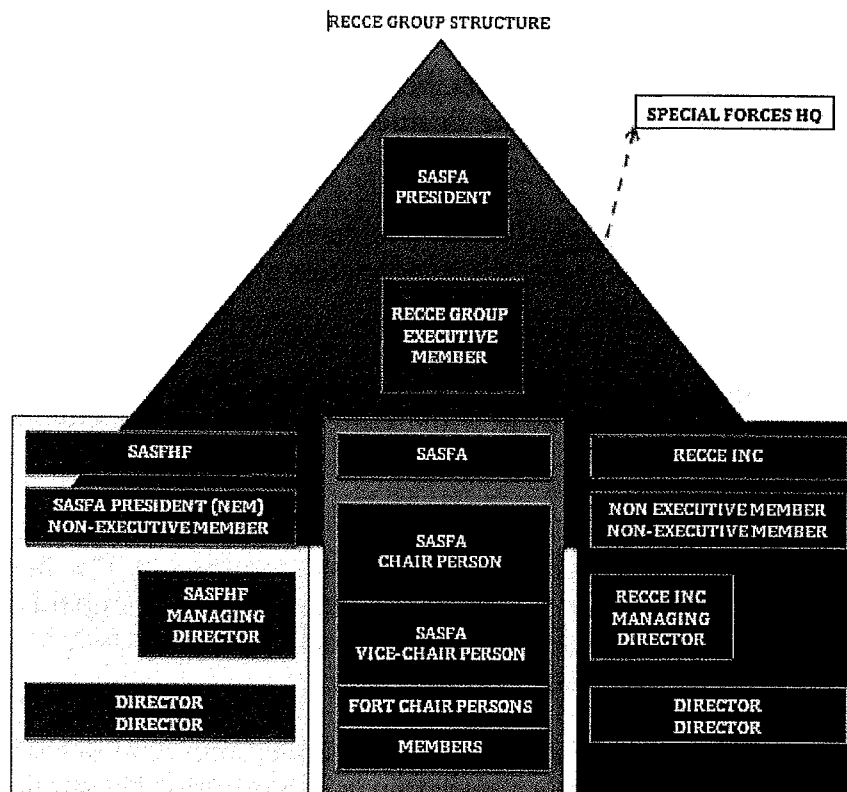 RECCE GROUP STRUCTURE
SPECIAL FORCES HQ
SASFA
PRESIDENT
RECCE GROUP
EXECUTIVE
MEMBER
SASFHF
SASFA PRESIDENT (NEM)
NON-EXECUTIVE MEMBER
SASFHF
MANAGING
DIRECTOR
DIRECTOR
DIRECTOR
SASFA
SASFA
CHAIR PERSON
SASFA
VICE-CHAIR PERSON
FORT CHAIR PERSONS
MEMBERS
RECCE INC
NON EXECUTIVE MEMBER
NON-EXECUTIVE MEMBER
RECCE INC
MANAGING
DIRECTOR
DIRECTOR
DIRECTOR